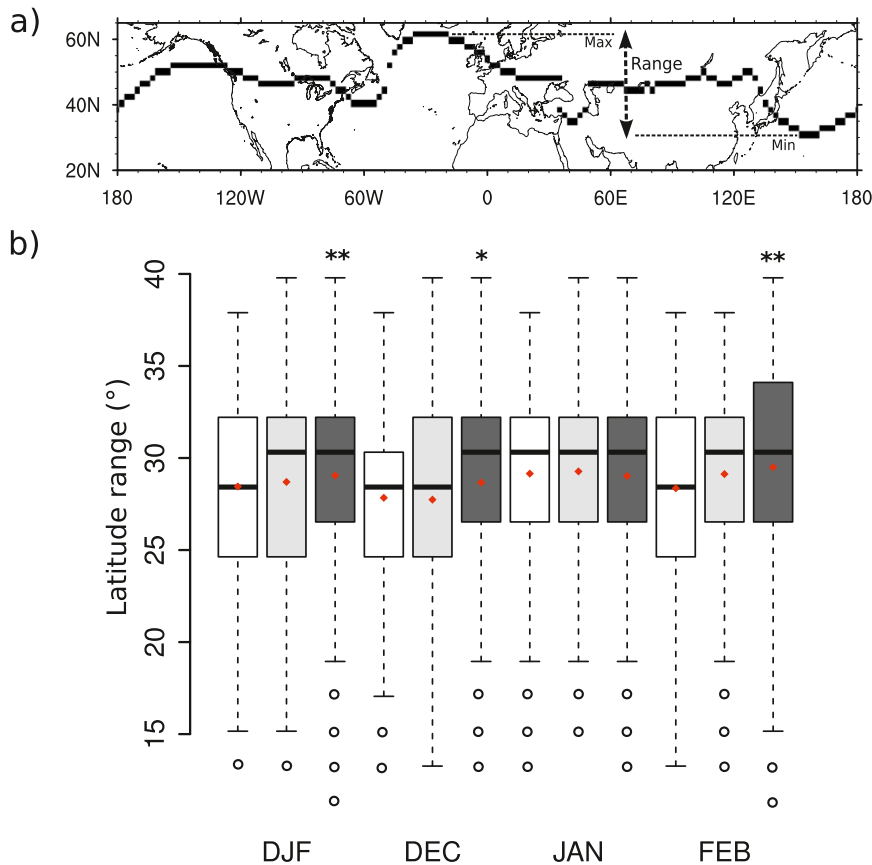 a)
60N
40N
20N
Max
Range
Min
180 120W 60W 0 60E 120E 180
b)
** * **
Latitude range (°)
40
35
30
25
20
15
DJF DEC JAN FEB